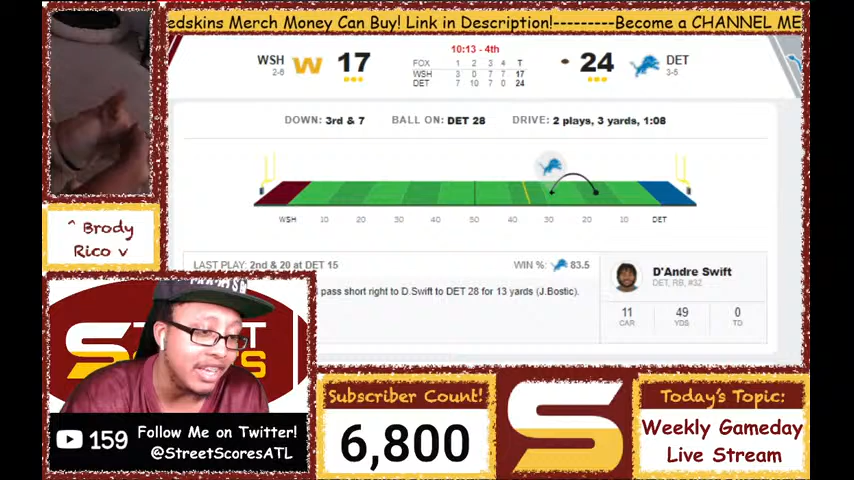 edskins Merch Money Can Buy! Link in Description!---------Become a CHANNEL ME
WSH
2-6
17
10:13 - 4th
FOX 1 2 3 4 T
WSH 3 0 7 7 17
DET 7 10 7 0 24
24
DET
3-5
DOWN: 3rd & 7 BALL ON: DET 28 DRIVE: 2 plays, 3 yards, 1:08
WSH 10 20 30 40 50 40 30 20 10 DET
LAST PLAY: 2nd & 20 at DET 15
WIN %: 83.5
pass short right to D.Swift to DET 28 for 13 yards (J.Bostic).
D'Andre Swift
DET, RB, #32
11 49 0
CAR YDS TD
^ Brody
Rico v
159
Follow Me on Twitter!
@StreetScoresATL
Subscriber Count!
6,800
Today's Topic:
Weekly Gameday
Live Stream